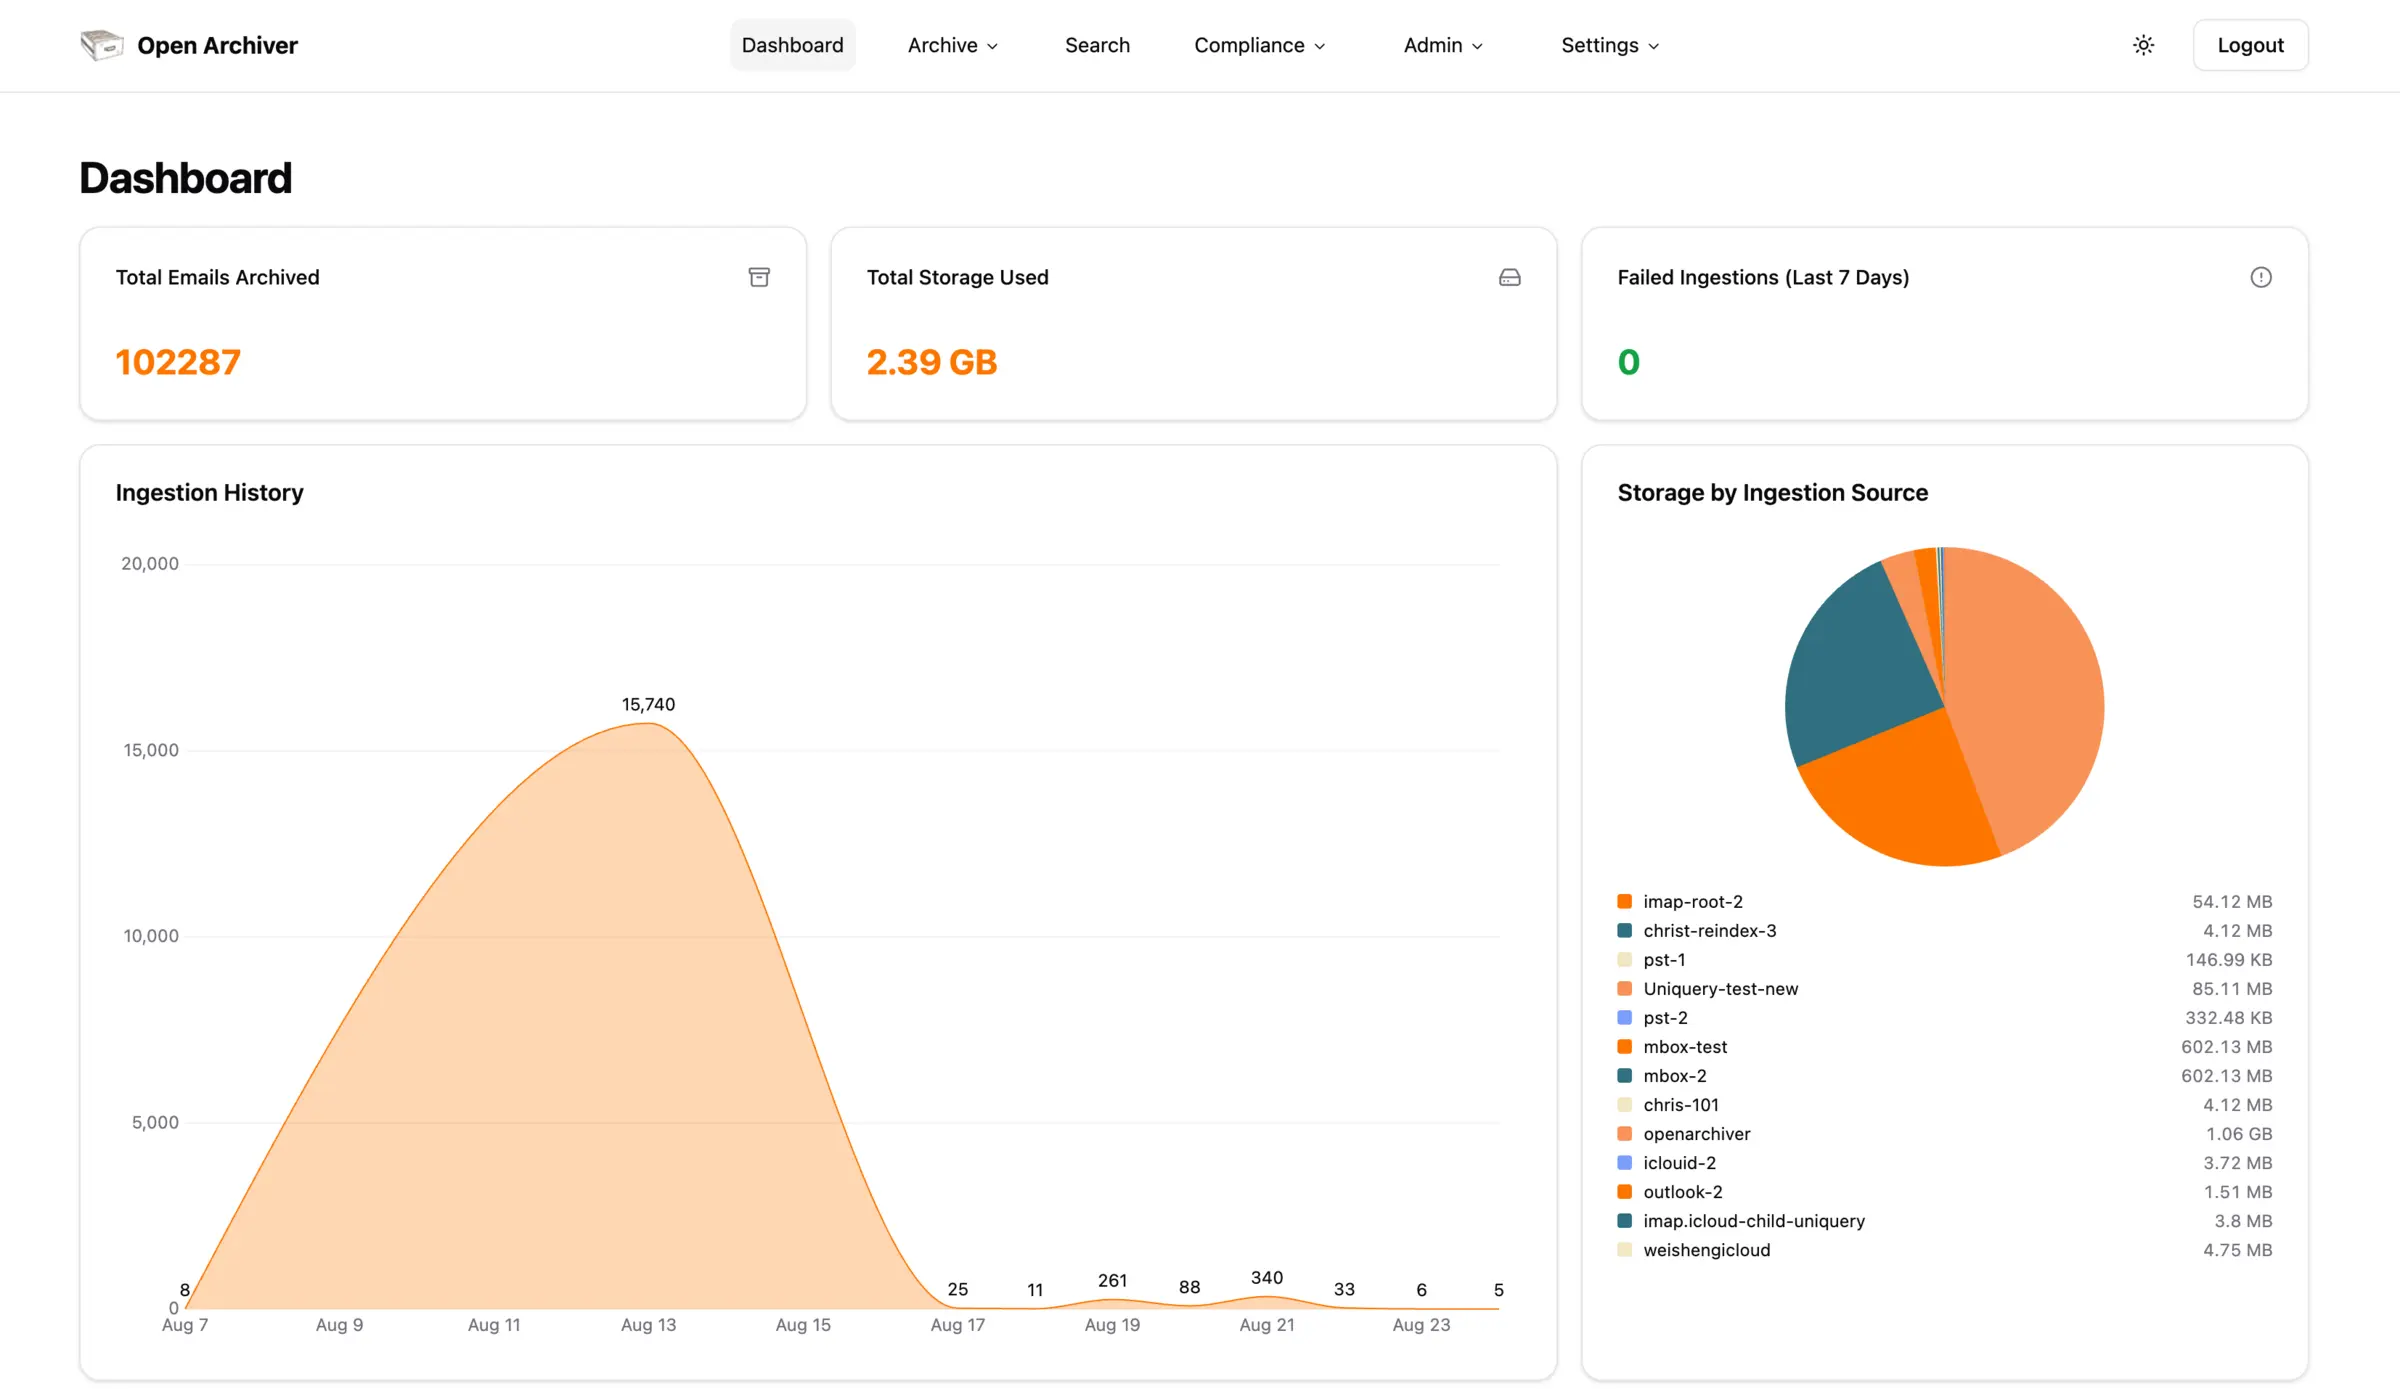 Open Archiver
Dashboard
Archive
Search
Compliance
Admin
Settings
Logout
Dashboard
Total Emails Archived
102287
Total Storage Used
2.39 GB
Failed Ingestions (Last 7 Days)
0
Ingestion History
20,000
15,000
10,000
5,000
0
8
15,740
25
11
261
88
340
33
6
5
Aug 7
Aug 9
Aug 11
Aug 13
Aug 15
Aug 17
Aug 19
Aug 21
Aug 23
Storage by Ingestion Source
imap-root-2 54.12 MB
christ-reindex-3 4.12 MB
pst-1 146.99 KB
Uniquery-test-new 85.11 MB
pst-2 332.48 KB
mbox-test 602.13 MB
mbox-2 602.13 MB
chris-101 4.12 MB
openarchiver 1.06 GB
iclouid-2 3.72 MB
outlook-2 1.51 MB
imap.icloud-child-uniquery 3.8 MB
weishengicloud 4.75 MB